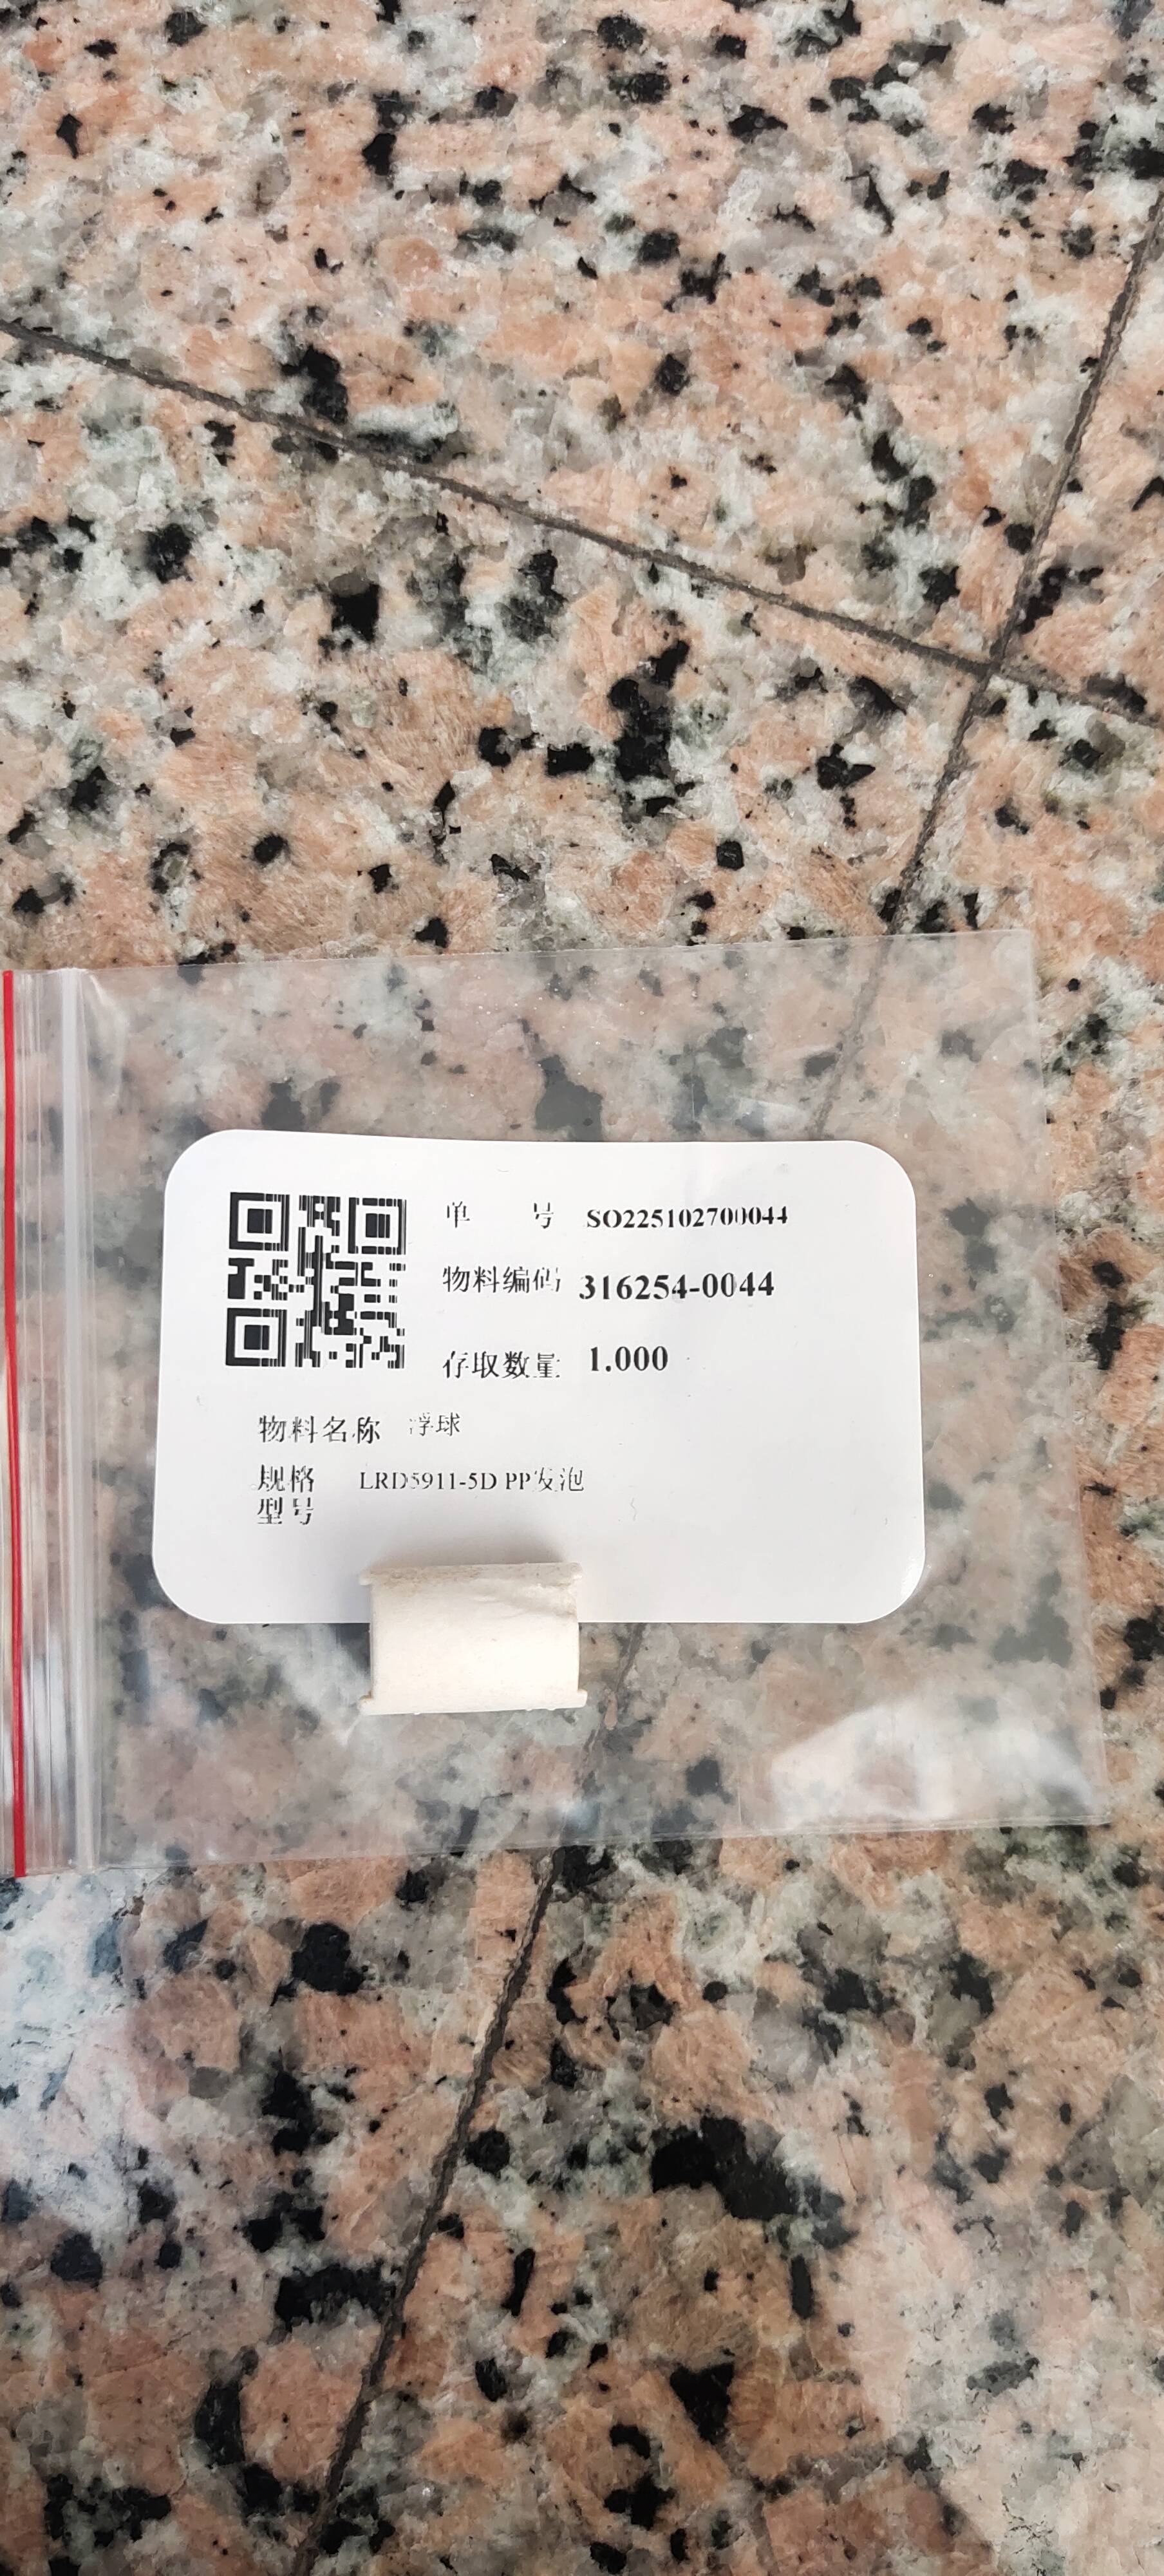 单 号 SO225102700044
物料编码 316254-0044
存取数量 1.000
物料名称 浮球
规格型号 LRD5911-5D PP发泡